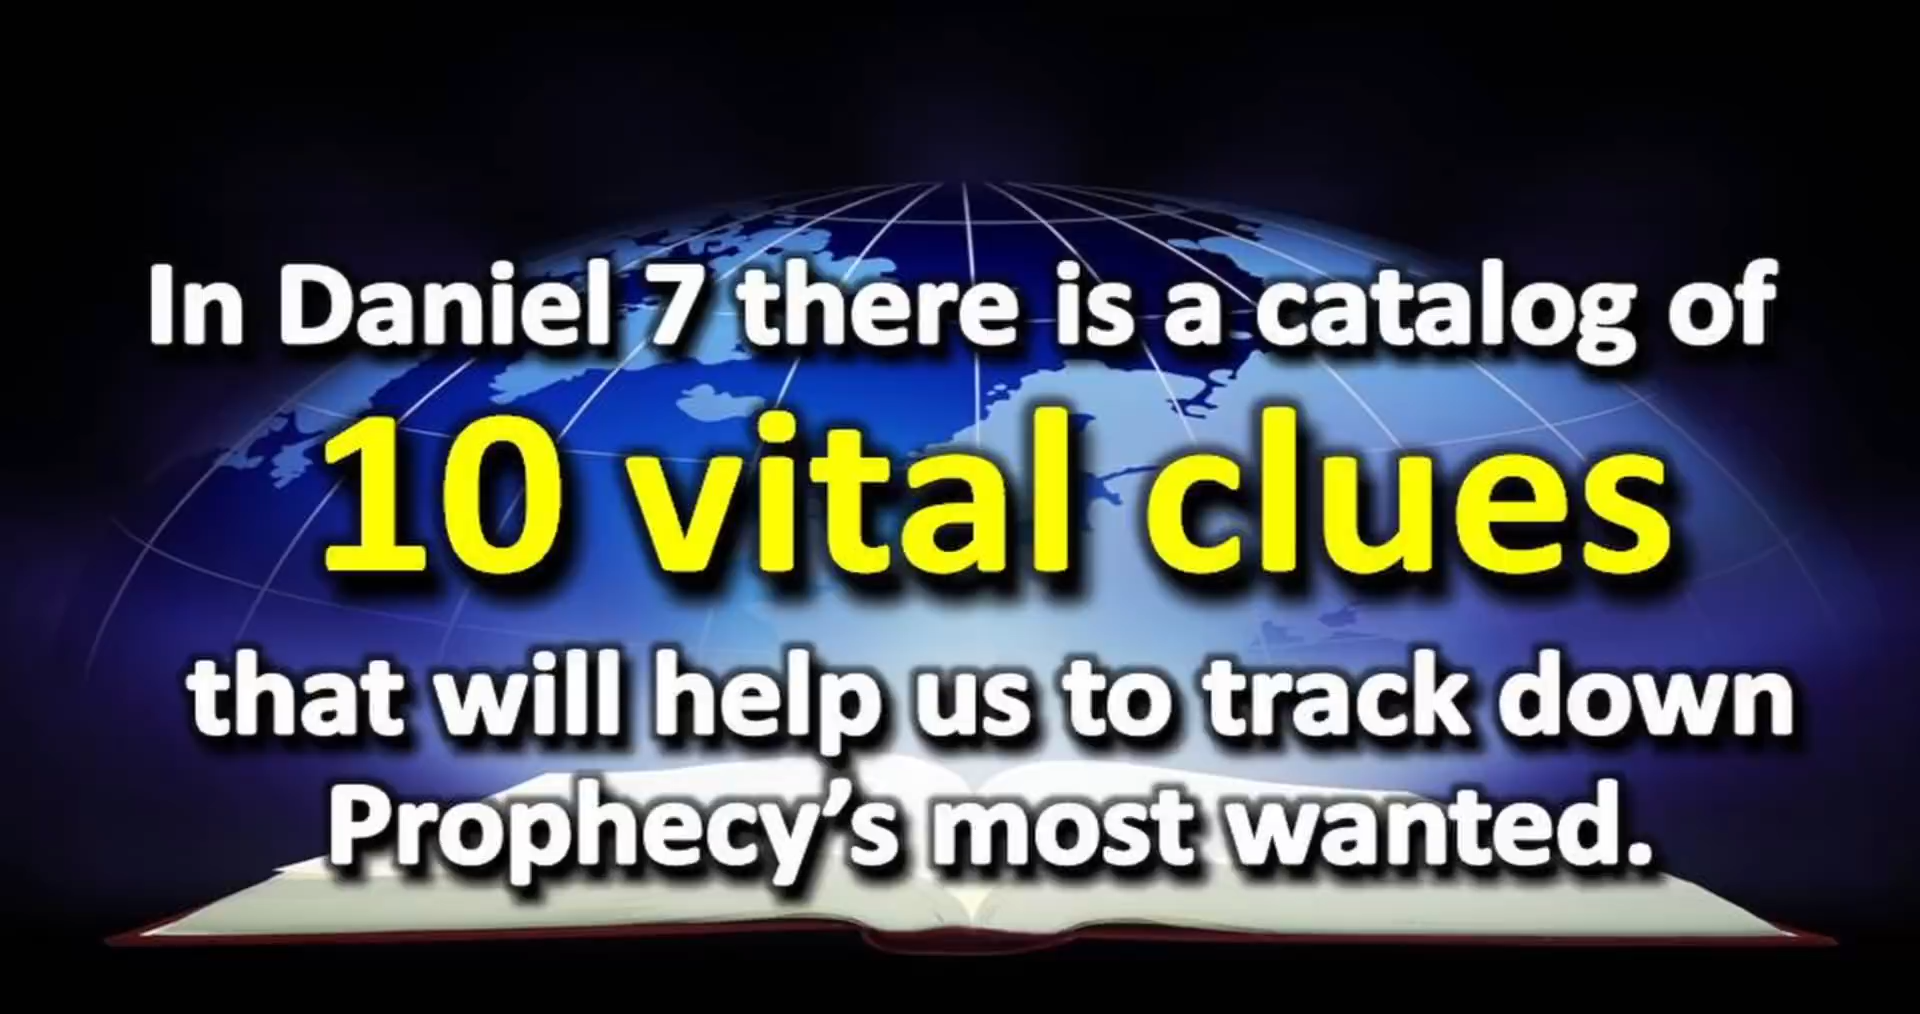 In Daniel 7 there is a catalog of
10 vital clues
that will help us to track down
Prophecy’s most wanted.